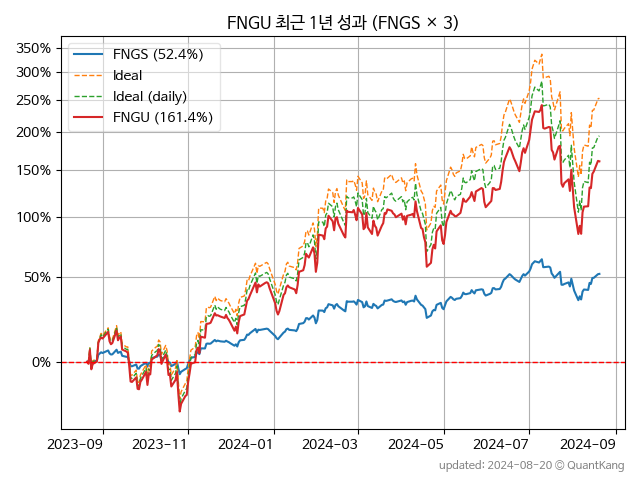 FNGU 최근 1년 성과 (FNGS × 3)
350%
300%
250%
200%
150%
100%
50%
0%
FNGS (52.4%)
Ideal
Ideal (daily)
FNGU (161.4%)
2023-09
2023-11
2024-01
2024-03
2024-05
2024-07
2024-09
updated: 2024-08-20 © QuantKang